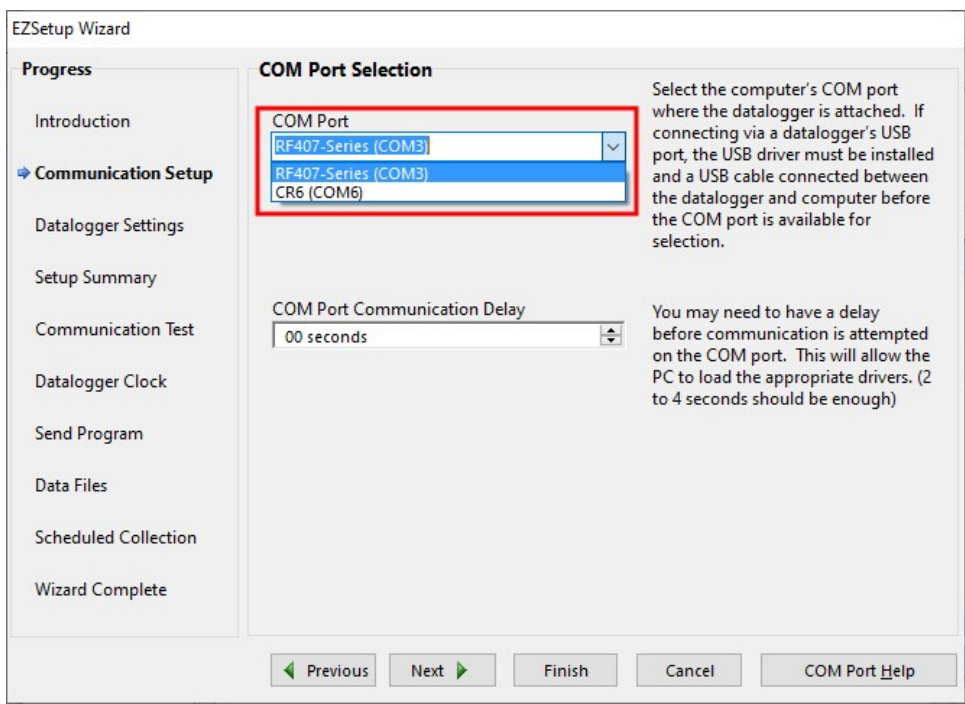 EZSetup Wizard
Progress
Introduction
Communication Setup
Datalogger Settings
Setup Summary
Communication Test
Datalogger Clock
Send Program
Data Files
Scheduled Collection
Wizard Complete
COM Port Selection
COM Port
RF407-Series (COM3)
RF407-Series (COM3)
CR6 (COM6)
Select the computer's COM port
where the datalogger is attached.  If
connecting via a datalogger's USB
port, the USB driver must be installed
and a USB cable connected between
the datalogger and computer before
the COM port is available for
selection.
COM Port Communication Delay
00 seconds
You may need to have a delay
before communication is attempted
on the COM port.  This will allow the
PC to load the appropriate drivers. (2
to 4 seconds should be enough)
Previous
Next
Finish
Cancel
COM Port Help